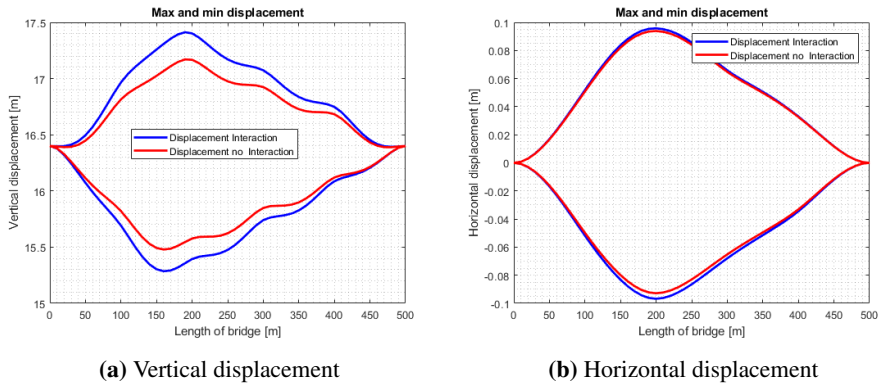 Max and min displacement
17.5
17
16.5
16
15.5
15
Vertical displacement [m]
Displacement Interaction
Displacement no Interaction
0 50 100 150 200 250 300 350 400 450 500
Length of bridge [m]
(a) Vertical displacement
Max and min displacement
0.1
0.08
0.06
0.04
0.02
0
-0.02
-0.04
-0.06
-0.08
-0.1
Horizontal displacement [m]
Displacement Interaction
Displacement no Interaction
0 50 100 150 200 250 300 350 400 450 500
Length of bridge [m]
(b) Horizontal displacement